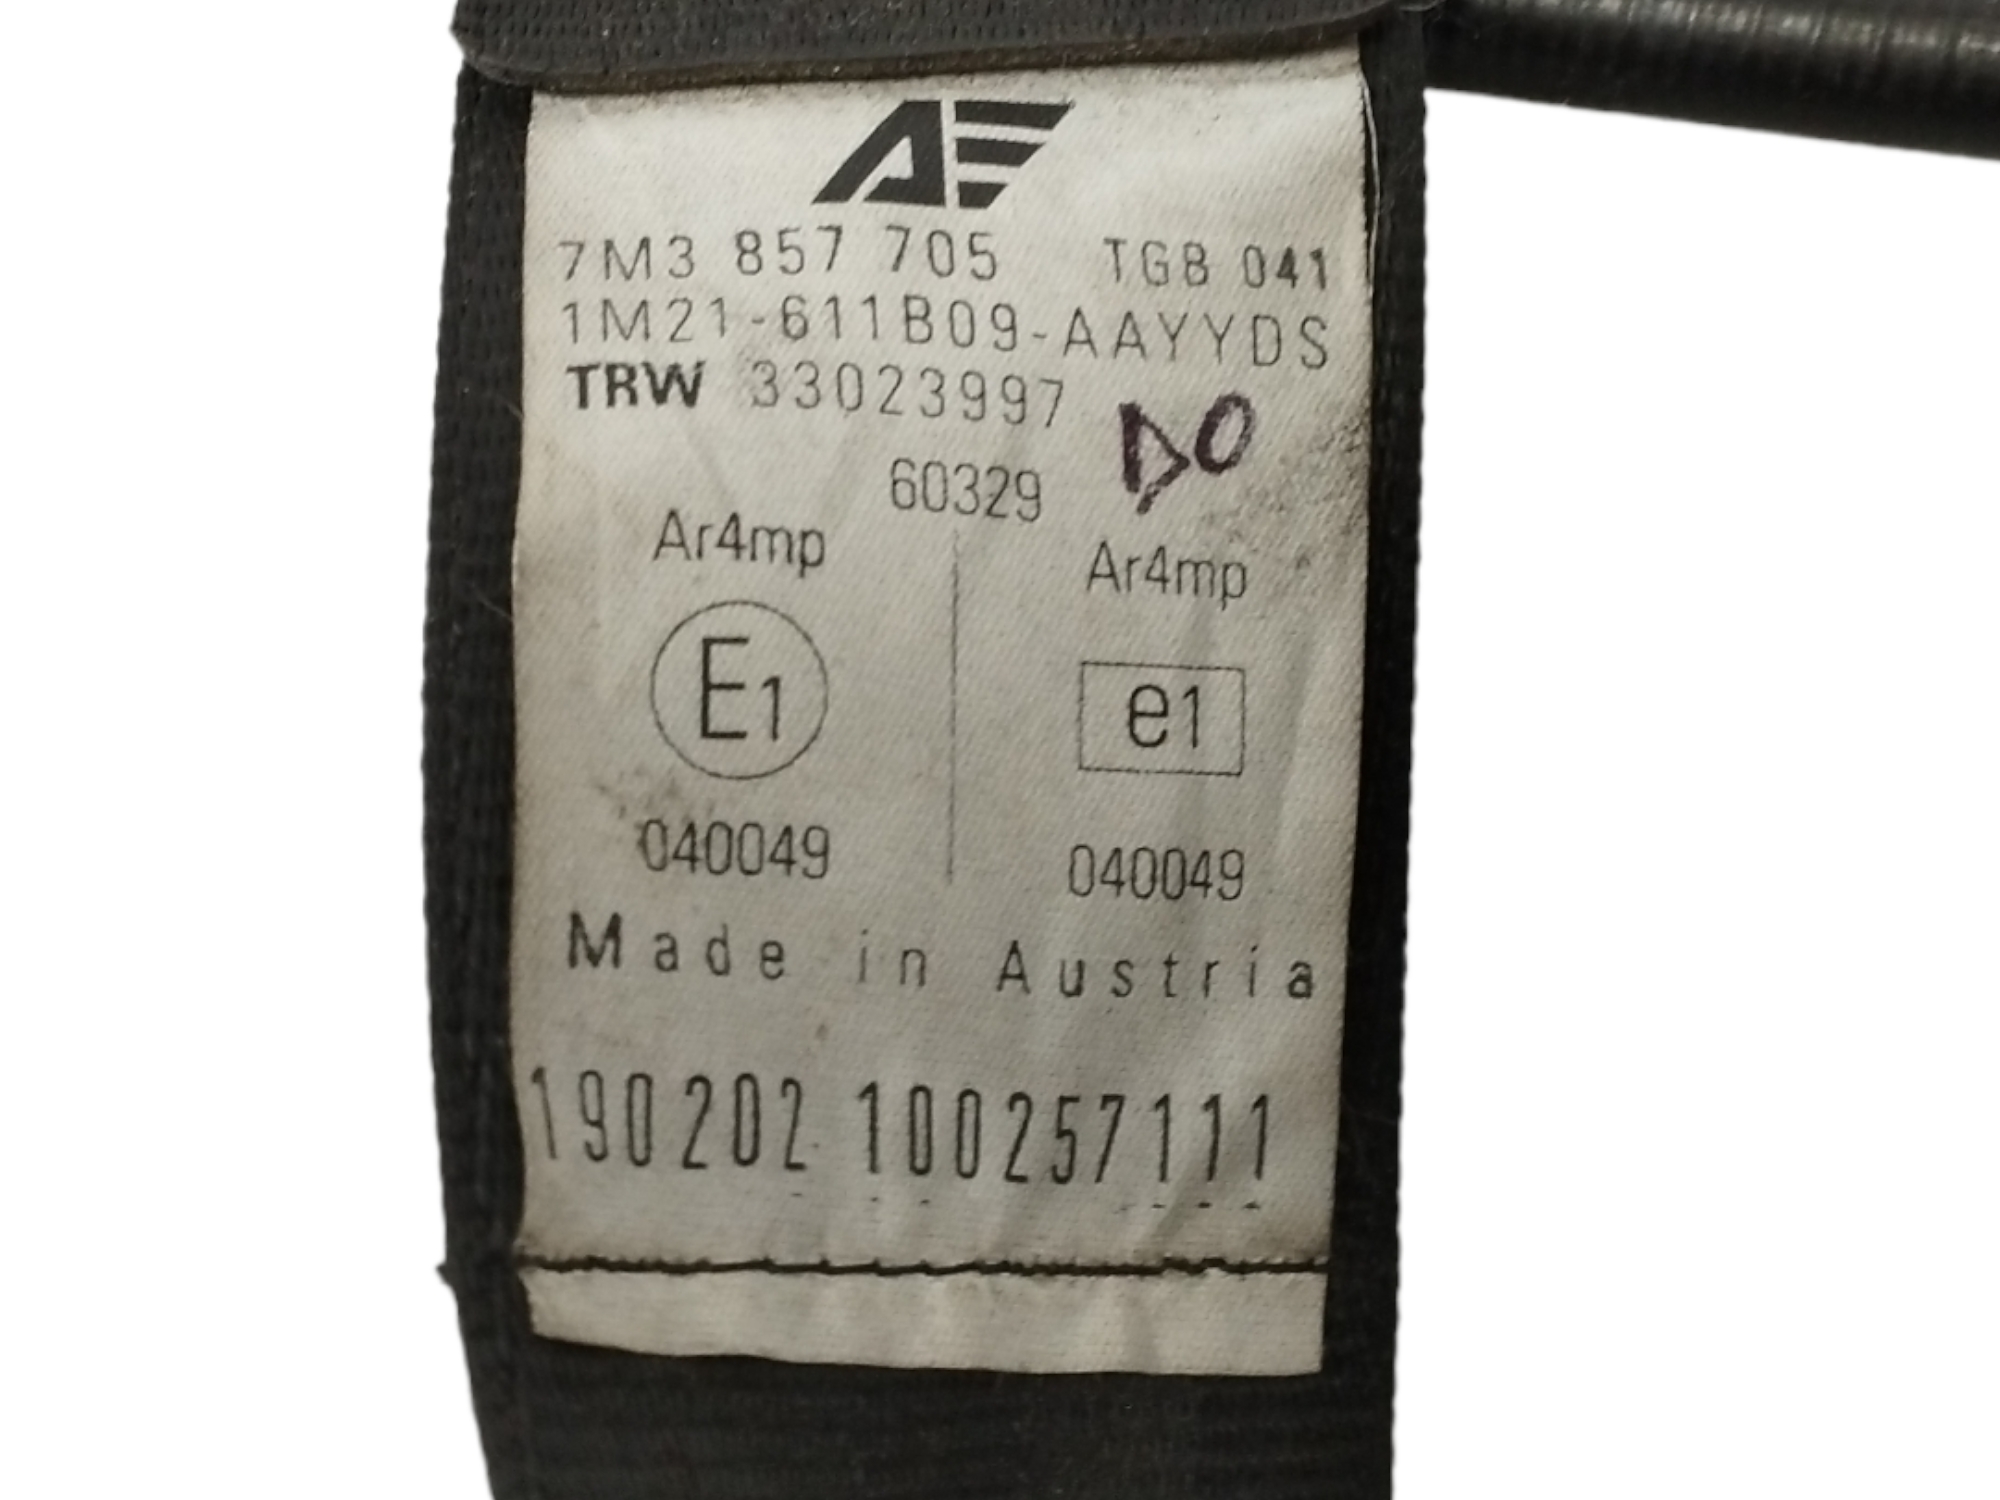 AE
7M3 857 705 TGB 041
1M21-611B09-AAYYDS
TRW 33023997
DO
60329
Ar4mp Ar4mp
E1 e1
040049 040049
Made in Austria
190202 100257111